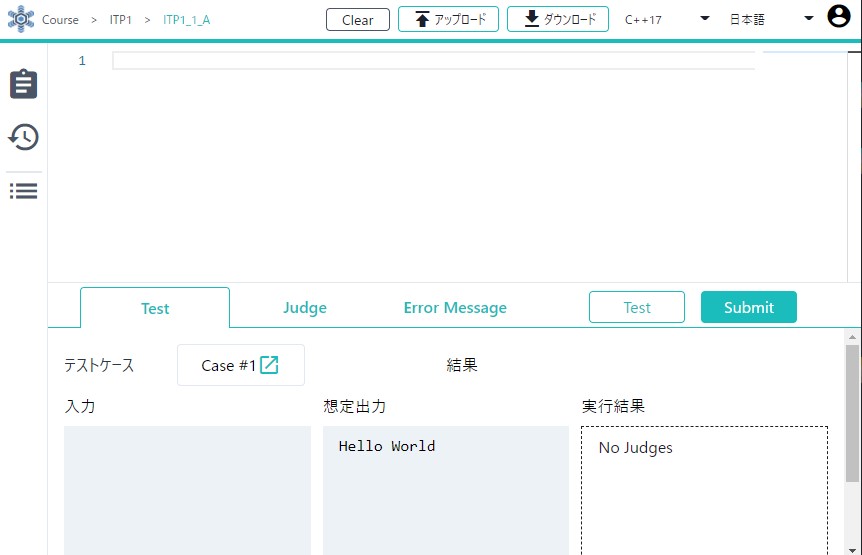 Course > ITP1 > ITP1_1_A Clear アップロード ダウンロード C++17 日本語
1
Test Judge Error Message Test Submit
テストケース Case #1 結果
入力 想定出力 実行結果
Hello World No Judges